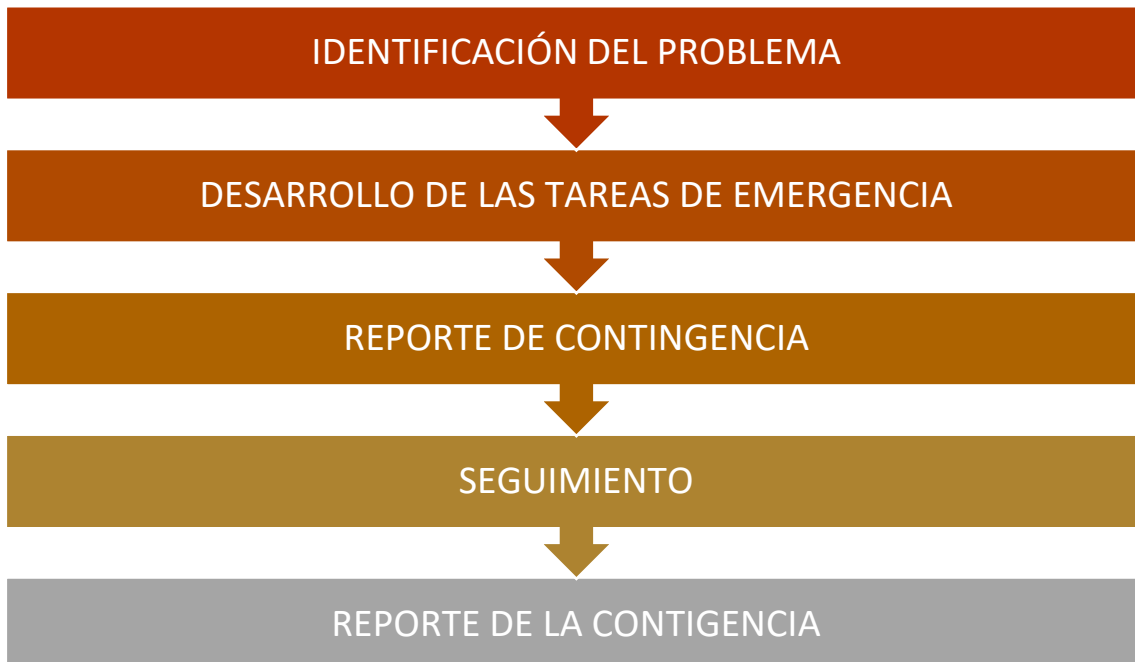 IDENTIFICACIÓN DEL PROBLEMA
DESARROLLO DE LAS TAREAS DE EMERGENCIA
REPORTE DE CONTINGENCIA
SEGUIMIENTO
REPORTE DE LA CONTIGENCIA